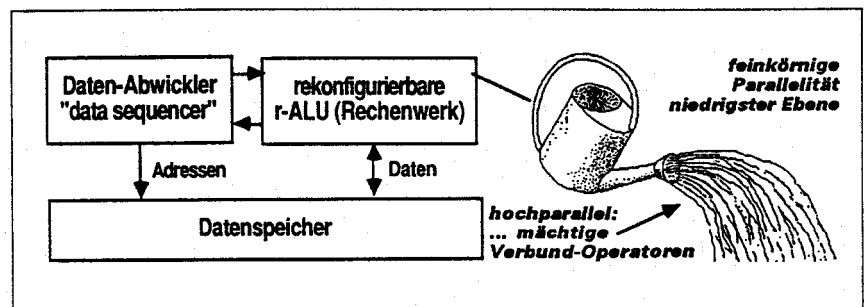 Daten-Abwickler
"data sequencer"
rekonfigurierbare
r-ALU (Rechenwerk)
feinkörnige
Parallelität
niedrigster Ebene
Adressen
Daten
Datenspeicher
hochparallel:
... mächtige
Verbund-Operatoren